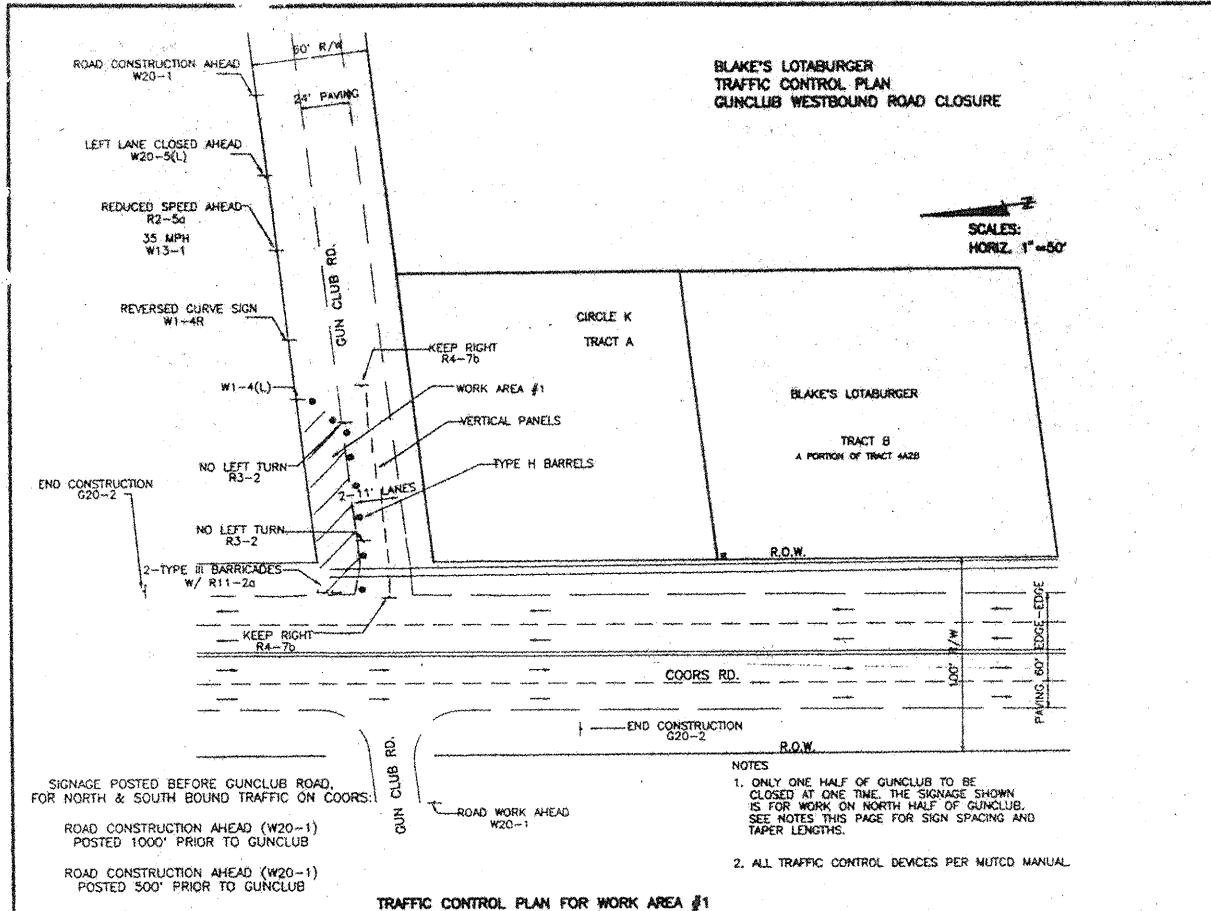 BLAKE'S LOTABURGER
TRAFFIC CONTROL PLAN
GUNCLUB WESTBOUND ROAD CLOSURE
60' R/W
ROAD CONSTRUCTION AHEAD
W20-1
24' PAVING
LEFT LANE CLOSED AHEAD
W20-5(L)
REDUCED SPEED AHEAD
R2-5a
35 MPH
W13-1
N
SCALES:
HORIZ. 1"=50'
GUN CLUB RD.
REVERSED CURVE SIGN
W1-4R
CIRCLE K
TRACT A
KEEP RIGHT
R4-7b
W1-4(L)
WORK AREA #1
BLAKE'S LOTABURGER
VERTICAL PANELS
TRACT B
A PORTION OF TRACT 4A2B
NO LEFT TURN
R3-2
TYPE H BARRELS
END CONSTRUCTION
G20-2
2-11' LANES
NO LEFT TURN
R3-2
R.O.W.
2-TYPE III BARRICADES
W/ R11-2a
KEEP RIGHT
R4-7b
100' R/W
PAVING 60' EDGE-EDGE
COORS RD.
END CONSTRUCTION
G20-2
R.O.W.
GUN CLUB RD.
ROAD WORK AHEAD
W20-1
SIGNAGE POSTED BEFORE GUNCLUB ROAD,
FOR NORTH & SOUTH BOUND TRAFFIC ON COORS:
ROAD CONSTRUCTION AHEAD (W20-1)
POSTED 1000' PRIOR TO GUNCLUB
ROAD CONSTRUCTION AHEAD (W20-1)
POSTED 500' PRIOR TO GUNCLUB
NOTES
1. ONLY ONE HALF OF GUNCLUB TO BE
CLOSED AT ONE TIME. THE SIGNAGE SHOWN
IS FOR WORK ON NORTH HALF OF GUNCLUB.
SEE NOTES THIS PAGE FOR SIGN SPACING AND
TAPER LENGTHS.
2. ALL TRAFFIC CONTROL DEVICES PER MUTCD MANUAL
TRAFFIC CONTROL PLAN FOR WORK AREA #1